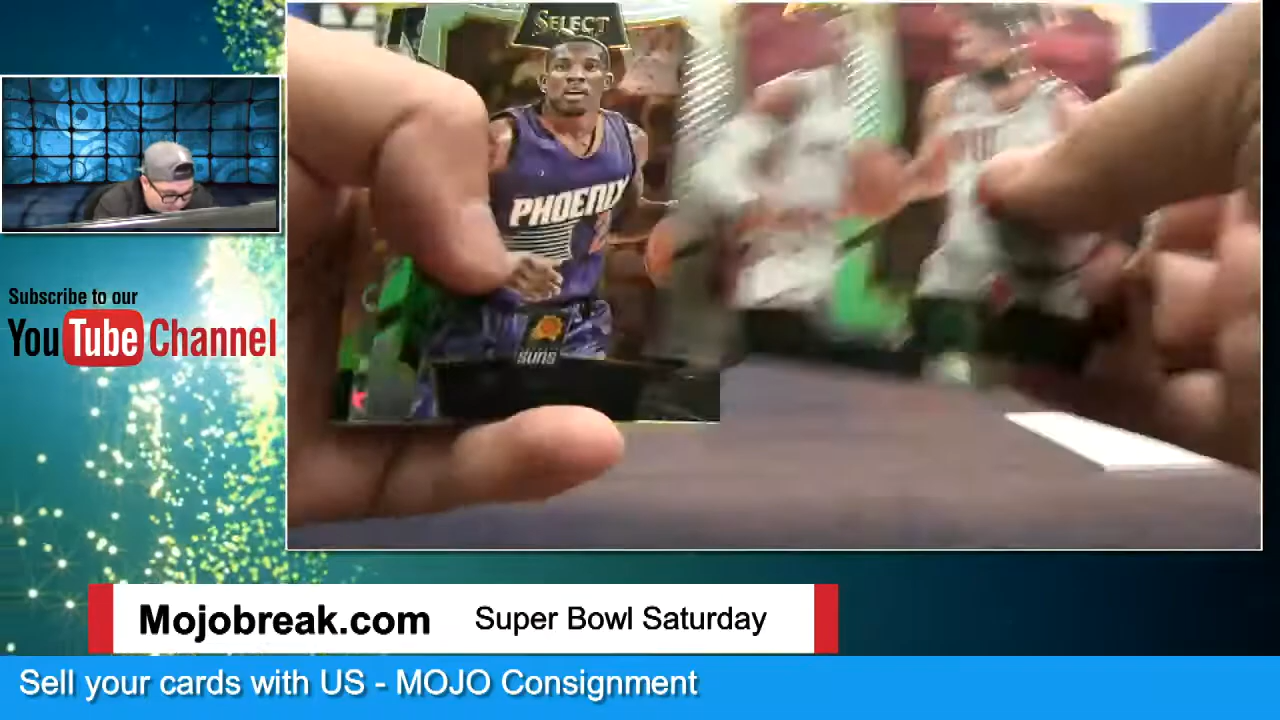 SELECT
PHOENIX
SUNS
Subscribe to our
YouTube Channel
Mojobreak.com Super Bowl Saturday
Sell your cards with US - MOJO Consignment